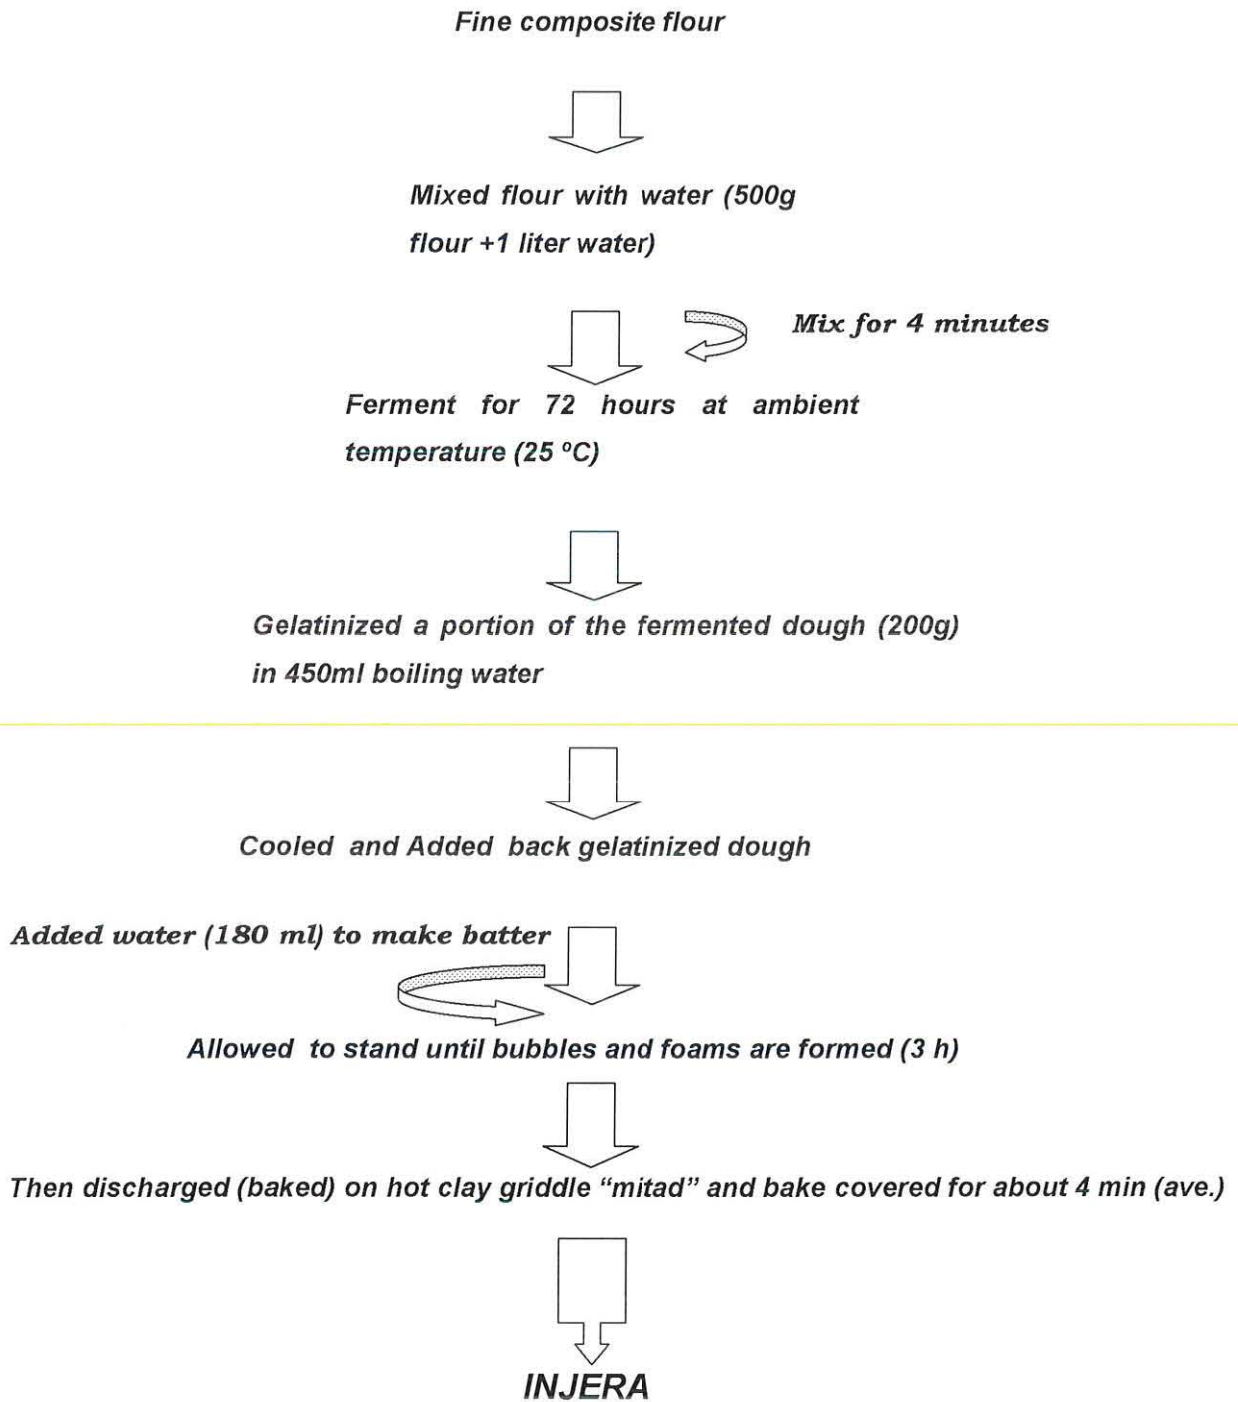 Fine composite flour
Mixed flour with water (500g
flour +1 liter water)
Mix for 4 minutes
Ferment for 72 hours at ambient
temperature (25 ºC)
Gelatinized a portion of the fermented dough (200g)
in 450ml boiling water
Cooled and Added back gelatinized dough
Added water (180 ml) to make batter
Allowed to stand until bubbles and foams are formed (3 h)
Then discharged (baked) on hot clay griddle “mitad” and bake covered for about 4 min (ave.)
INJERA